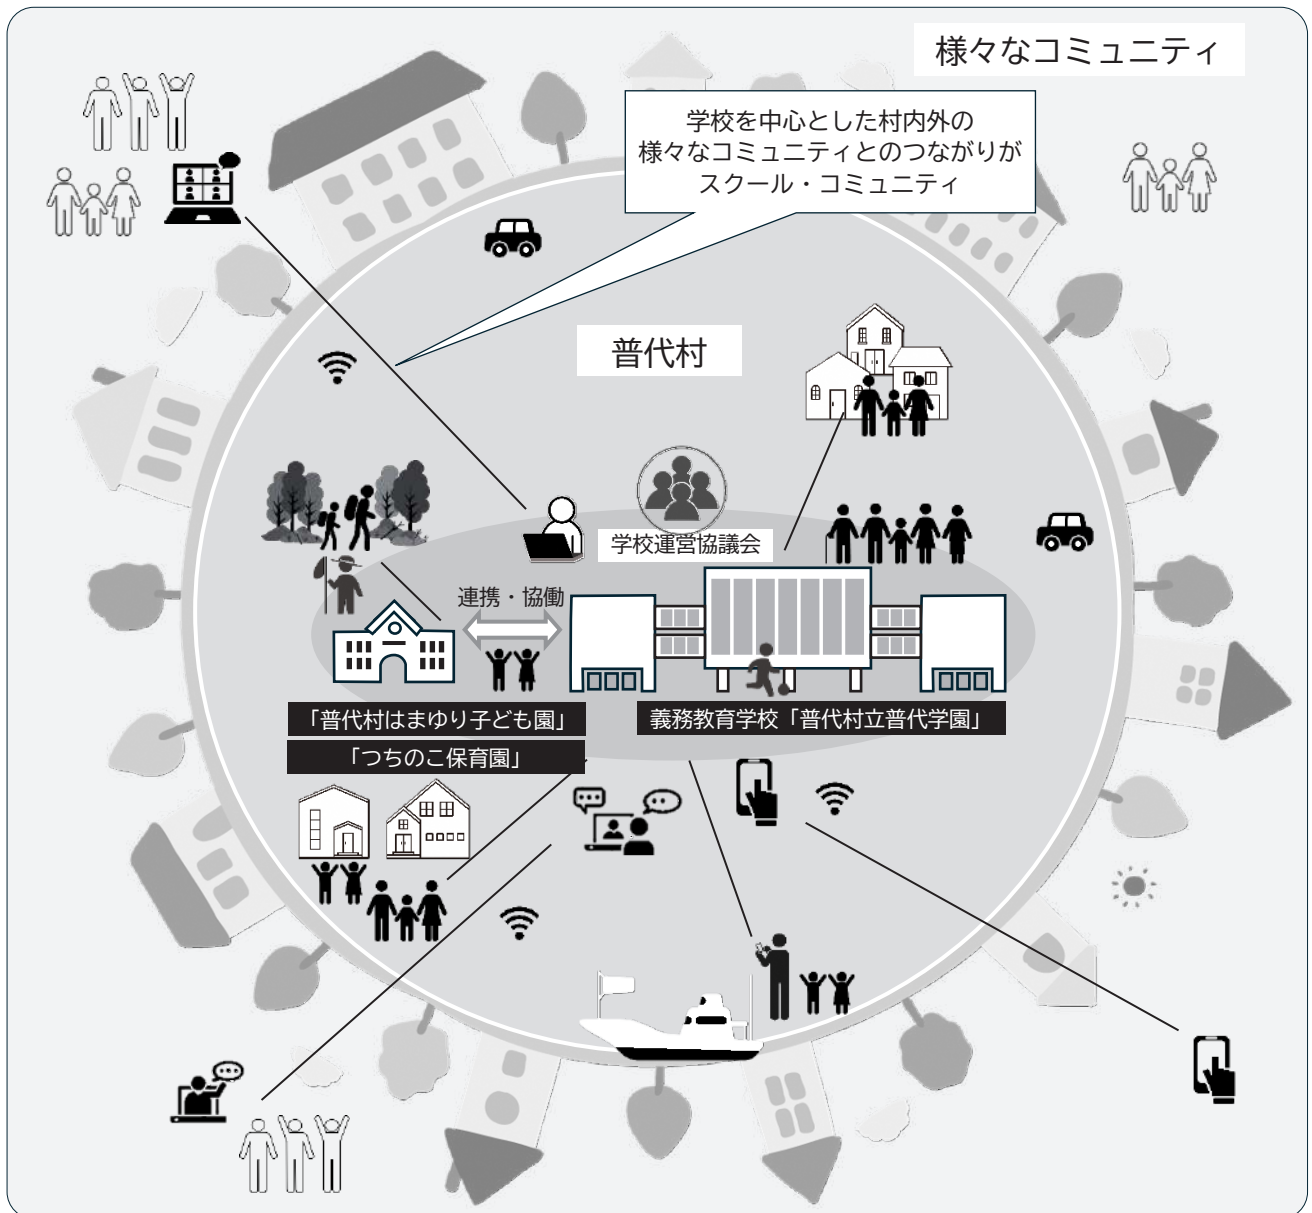 様々なコミュニティ
学校を中心とした村内外の
様々なコミュニティとのつながりが
スクール・コミュニティ
普代村
学校運営協議会
連携・協働
「普代村はまゆり子ども園」
義務教育学校「普代村立普代学園」
「つちのこ保育園」